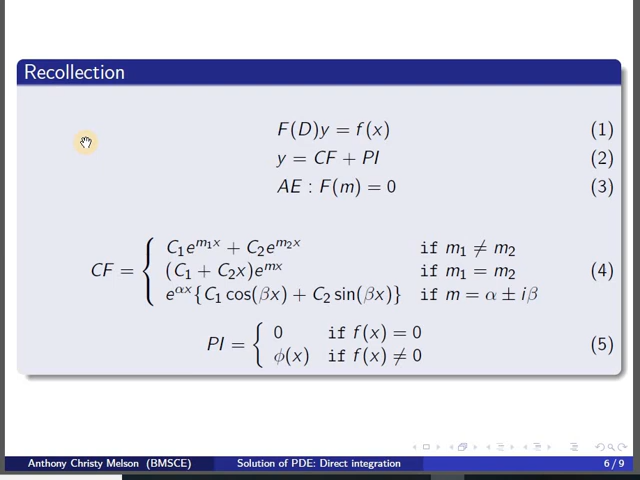 Recollection
F(D)y = f(x) (1)
y = CF + PI (2)
AE : F(m) = 0 (3)
C₁e^{m₁x} + C₂e^{m₂x} if m₁ ≠ m₂
CF = { (C₁ + C₂x)e^{mx} if m₁ = m₂ (4)
e^{αx}{C₁ cos(βx) + C₂ sin(βx)} if m = α ± iβ
PI = { 0 if f(x) = 0 (5)
ϕ(x) if f(x) ≠ 0
Anthony Christy Melson (BMSCE) Solution of PDE: Direct integration 6 / 9